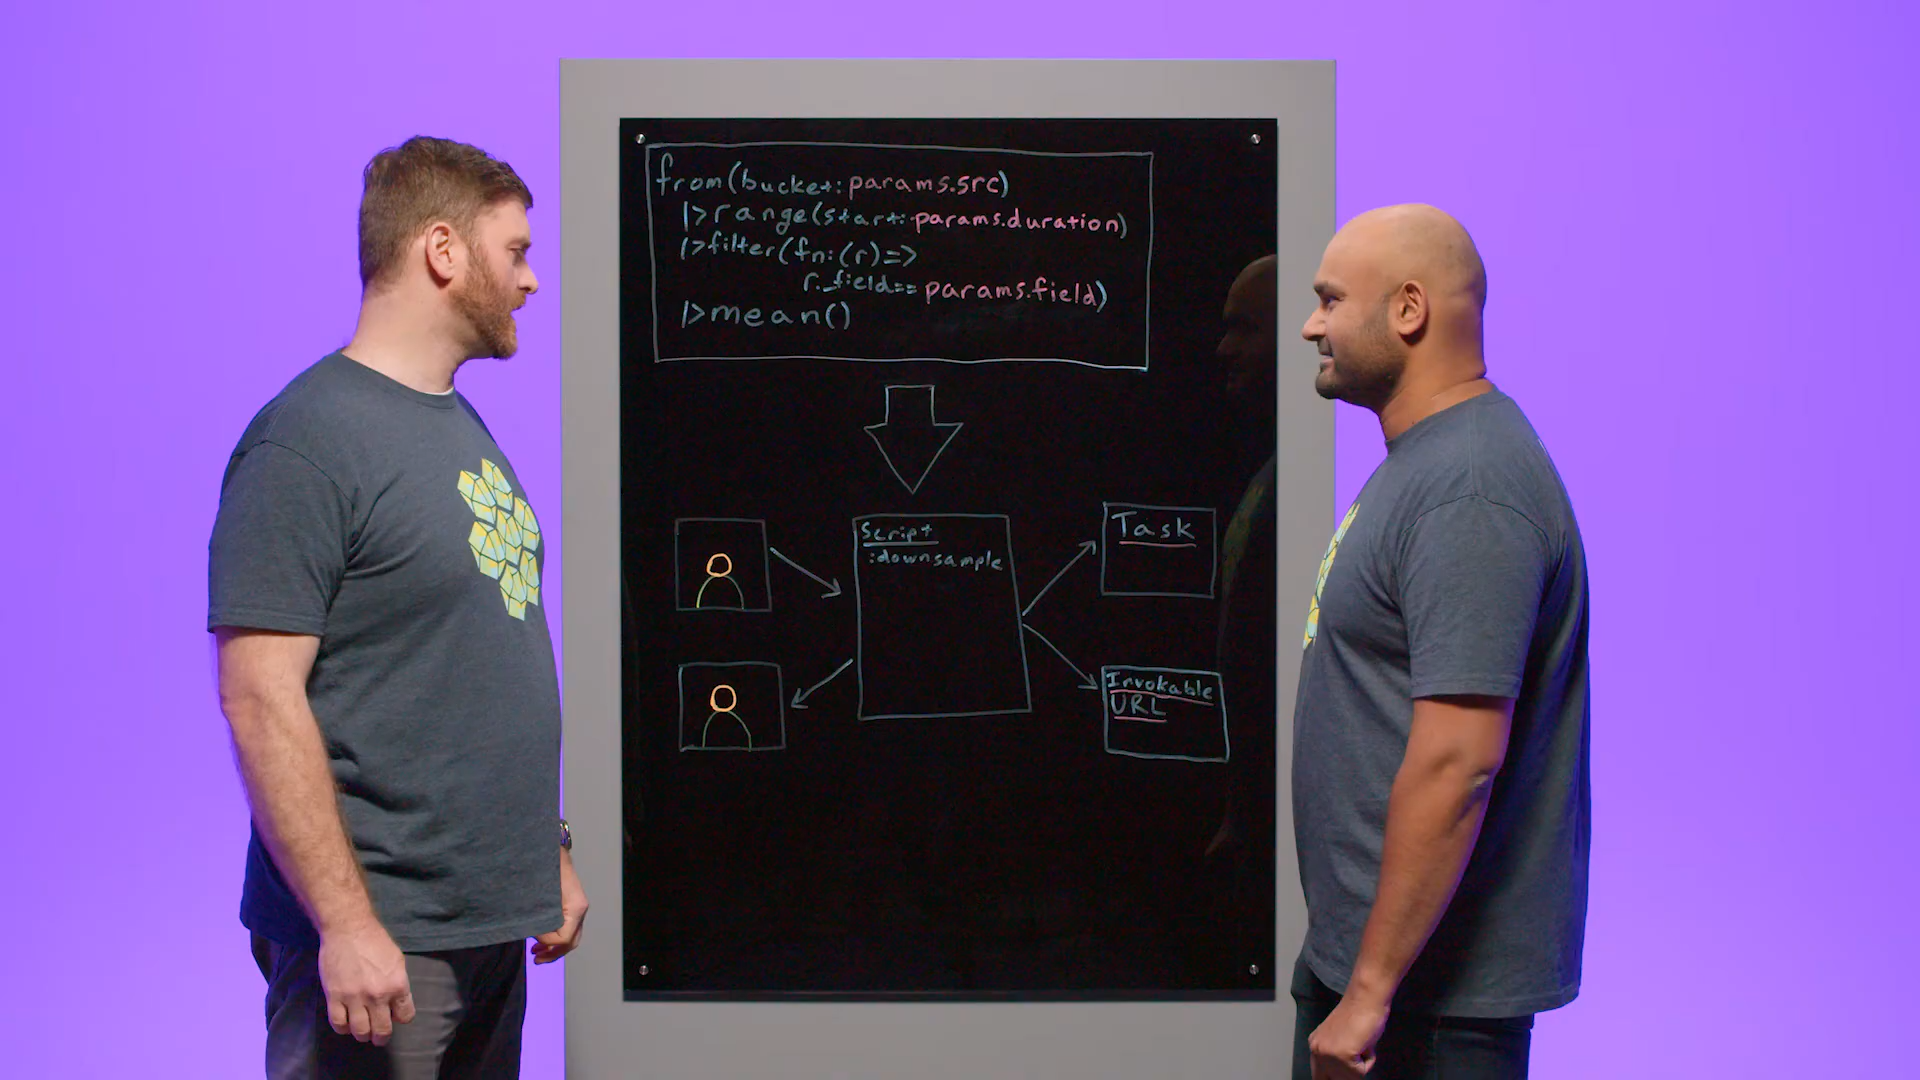 from(bucket: params.src)
|>range(start: params.duration)
|>filter(fn:(r)=>
r._field== params.field)
|>mean()
Script
:downsample
Task
Invokable
URL